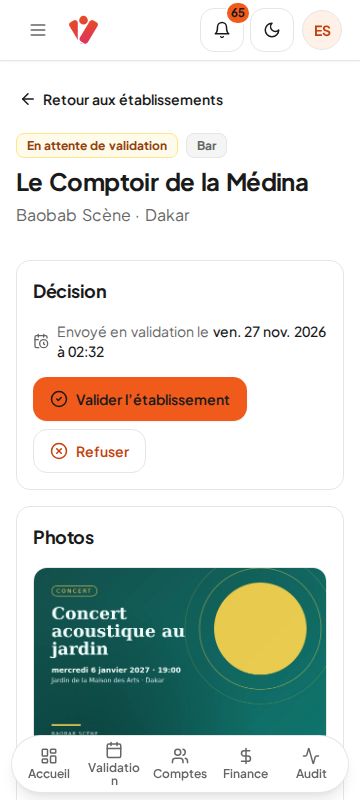 65
ES
Retour aux établissements
En attente de validation
Bar
Le Comptoir de la Médina
Baobab Scène · Dakar
Décision
Envoyé en validation le ven. 27 nov. 2026
à 02:32
Valider l'établissement
Refuser
Photos
CONCERT
Concert
acoustique au
jardin
mercredi 6 janvier 2027 · 19:00
Jardin de la Maison des Arts · Dakar
BAOBAB SCÈNE
Accueil
Validatio
n
Comptes
Finance
Audit